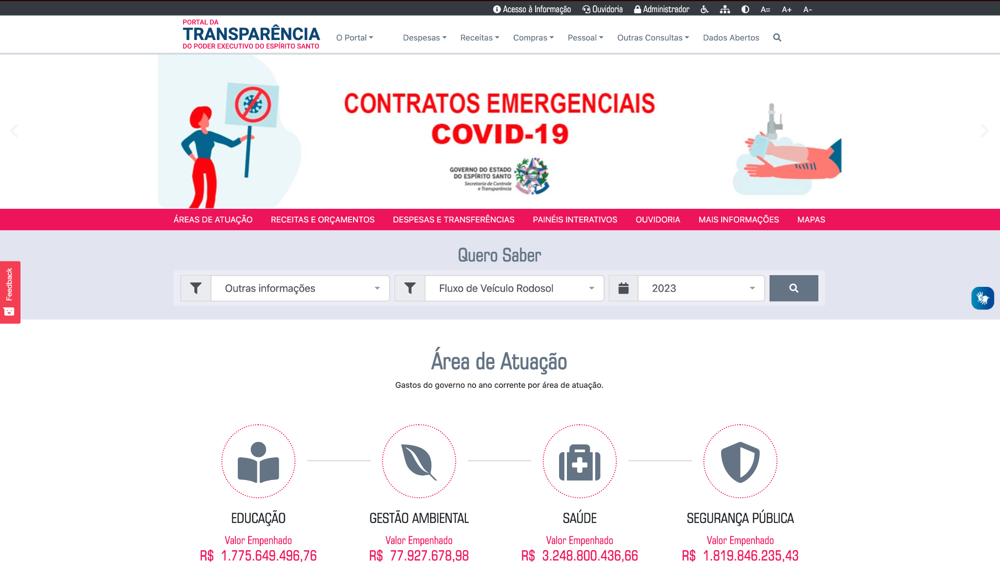 Acesso à Informação Ouvidoria Administrador A= A+ A-
PORTAL DA
TRANSPARÊNCIA
DO PODER EXECUTIVO DO ESPÍRITO SANTO
O Portal Despesas Receitas Compras Pessoal Outras Consultas Dados Abertos
CONTRATOS EMERGENCIAIS
COVID-19
GOVERNO DO ESTADO
DO ESPÍRITO SANTO
Secretaria de Controle
e Transparência
ÁREAS DE ATUAÇÃO RECEITAS E ORÇAMENTOS DESPESAS E TRANSFERÊNCIAS PAINÉIS INTERATIVOS OUVIDORIA MAIS INFORMAÇÕES MAPAS
Quero Saber
Feedback
Outras informações Fluxo de Veículo Rodosol 2023
Área de Atuação
Gastos do governo no ano corrente por área de atuação.
EDUCAÇÃO GESTÃO AMBIENTAL SAÚDE SEGURANÇA PÚBLICA
Valor Empenhado Valor Empenhado Valor Empenhado Valor Empenhado
R$ 1.775.649.496,76 R$ 77.927.678,98 R$ 3.248.800.436,66 R$ 1.819.846.235,43